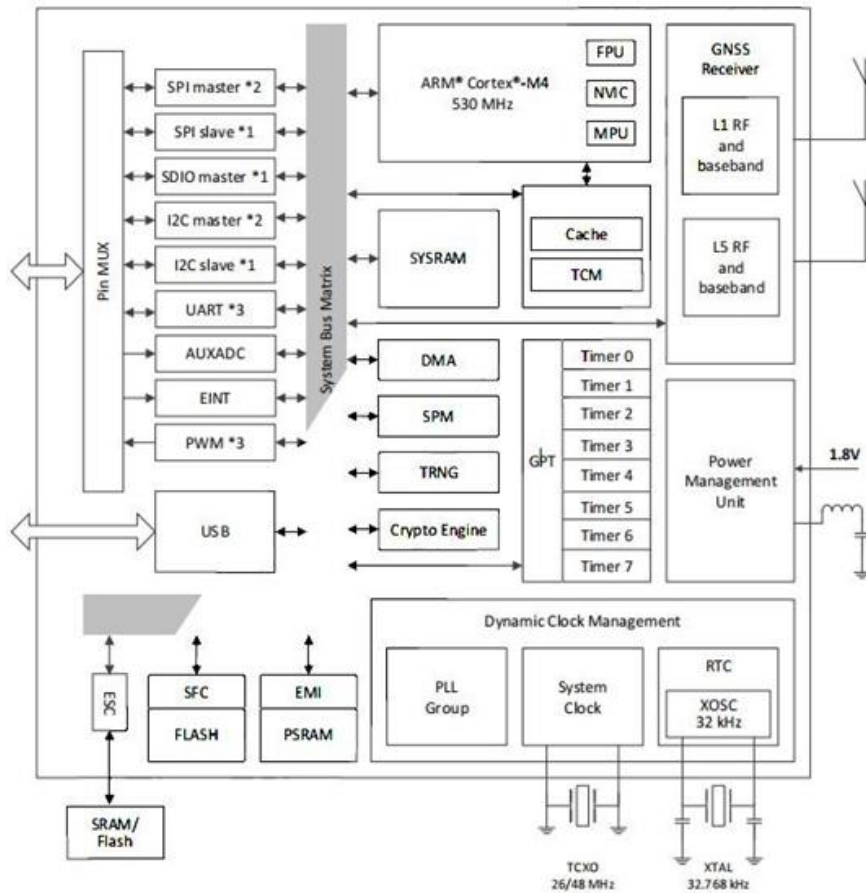 Pin MUX
SPI master *2
SPI slave *1
SDIO master *1
I2C master *2
I2C slave *1
UART *3
AUXADC
EINT
PWM *3
USB
System Bus Matrix
ARM® Cortex®-M4
530 MHz
FPU
NVIC
MPU
SYSRAM
Cache
TCM
DMA
SPM
TRNG
Crypto Engine
GPT
Timer 0
Timer 1
Timer 2
Timer 3
Timer 4
Timer 5
Timer 6
Timer 7
GNSS
Receiver
L1 RF
and
baseband
L5 RF
and
baseband
Power
Management
Unit
1.8V
ESC
SFC
FLASH
EMI
PSRAM
SRAM/
Flash
Dynamic Clock Management
PLL
Group
System
Clock
RTC
XOSC
32 kHz
TCXO
26/48 MHz
XTAL
32.768 kHz